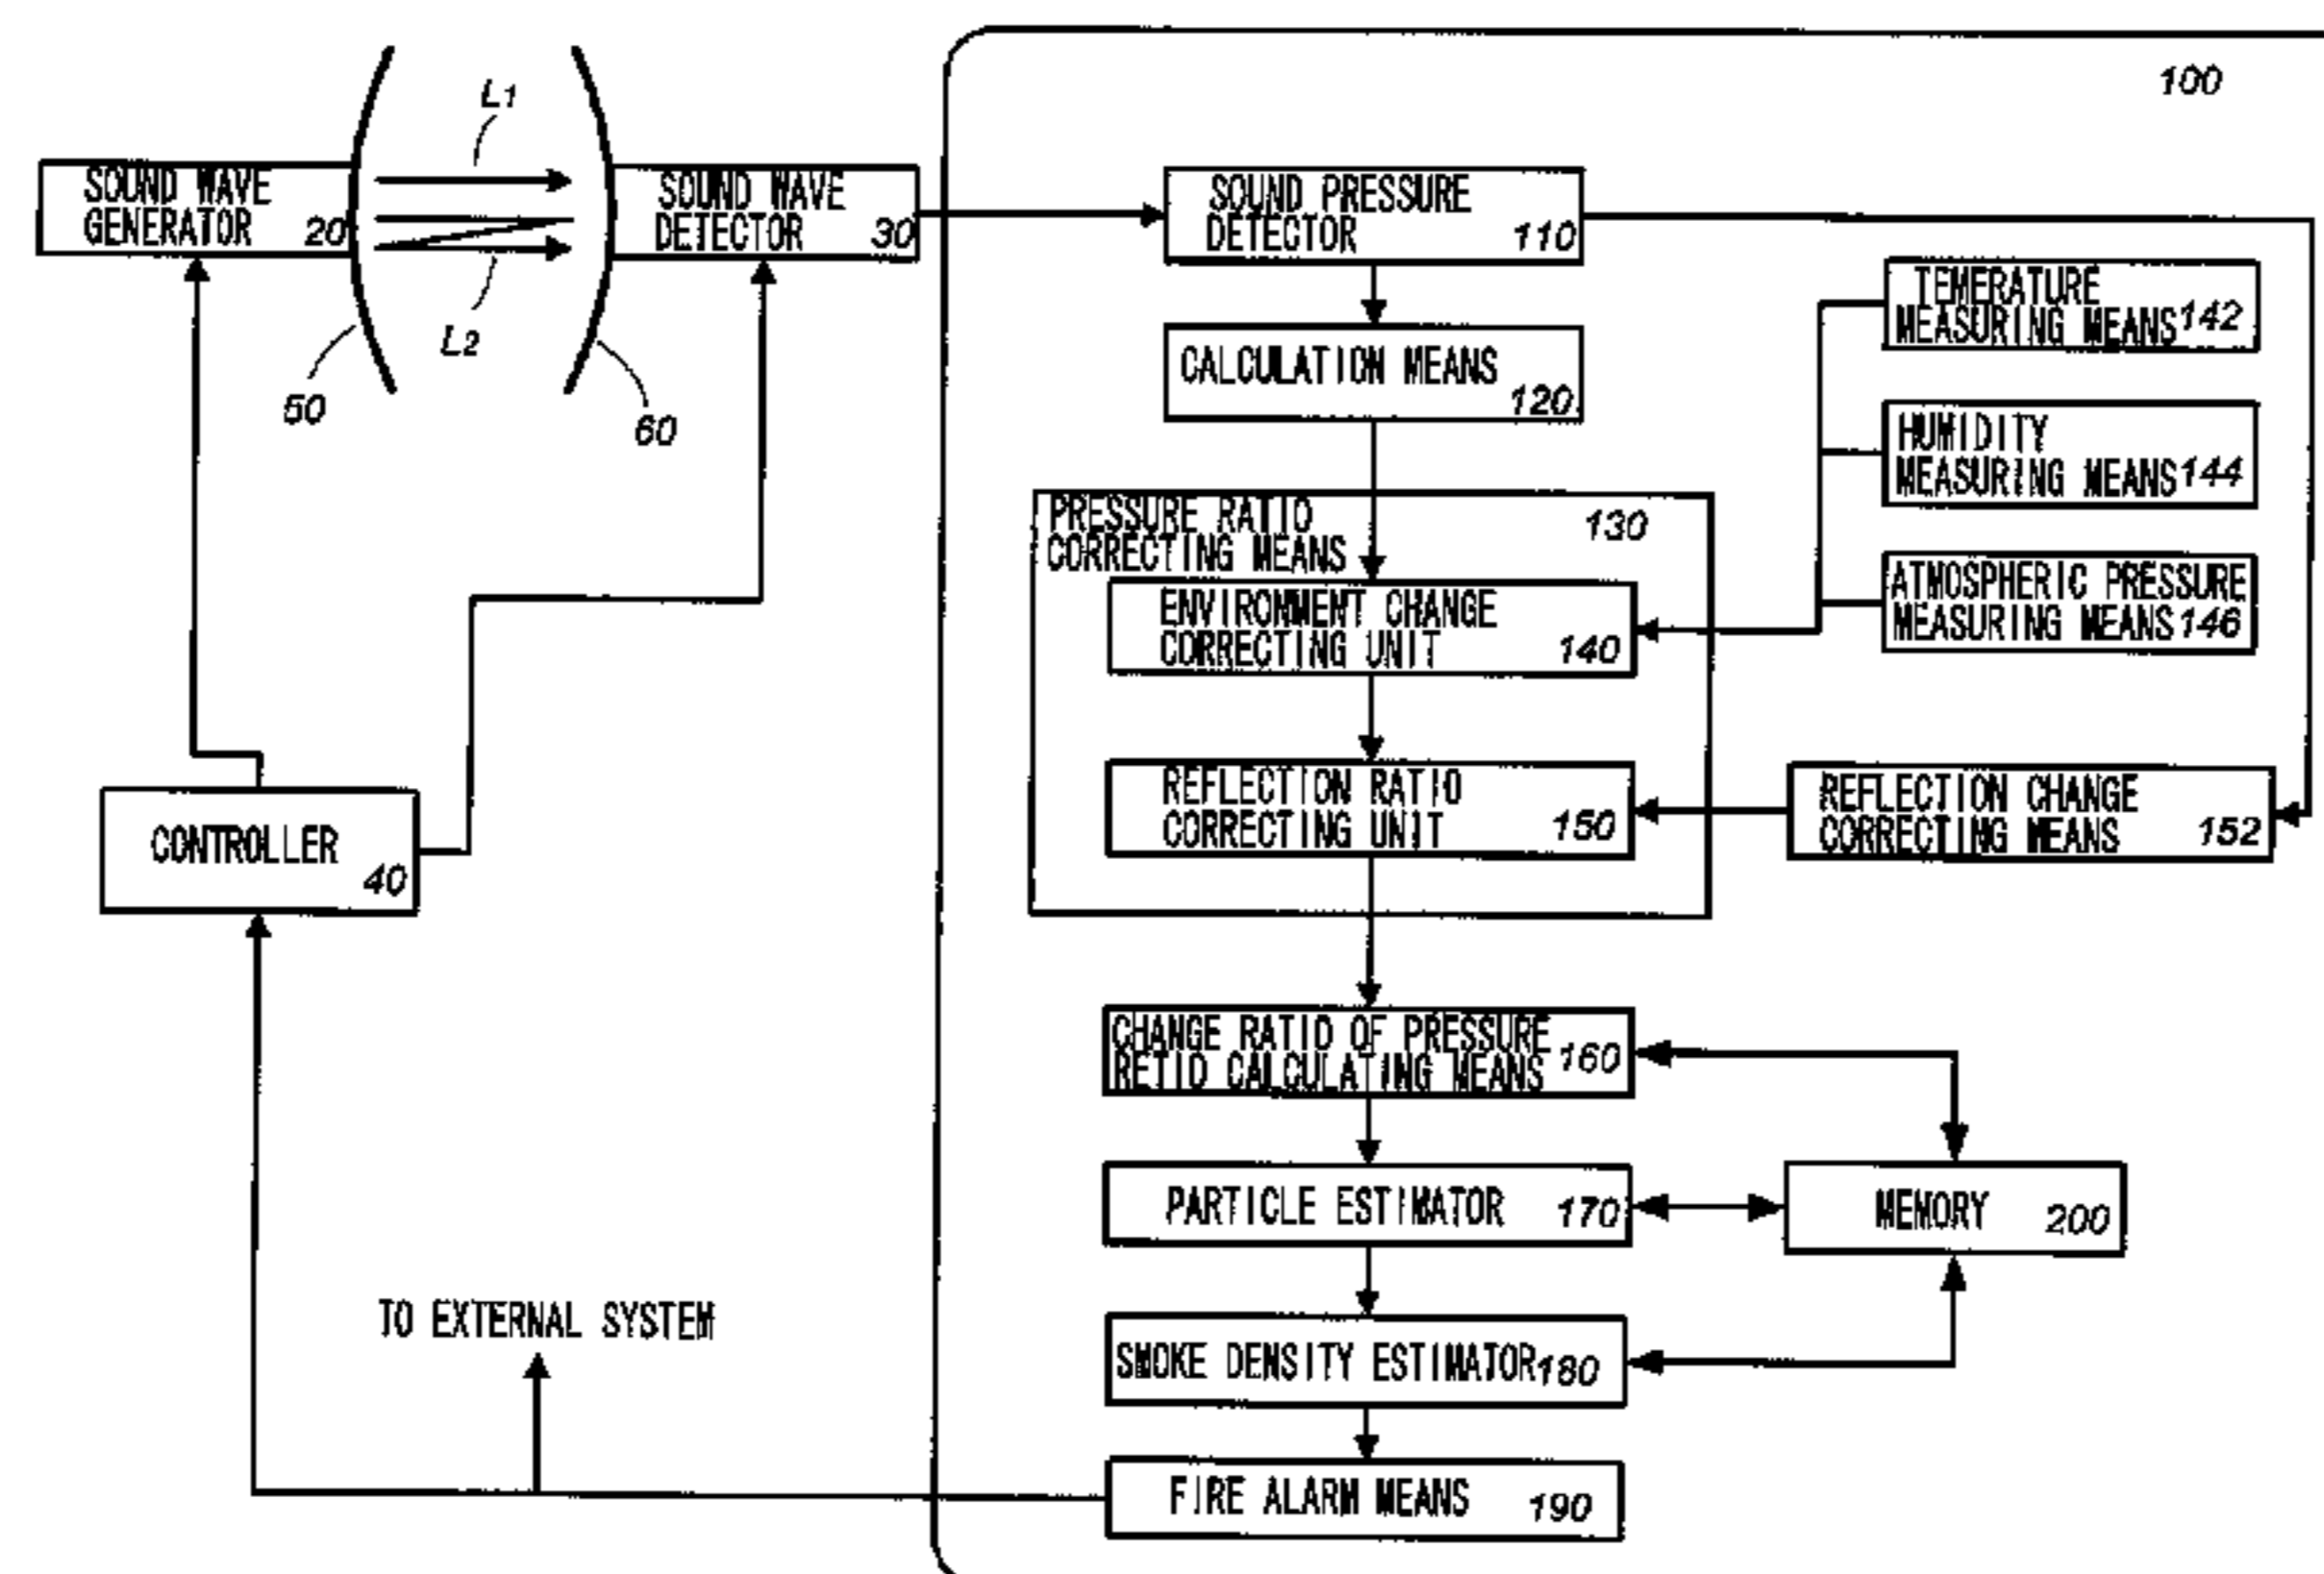 100
L1
SOUND WAVE
GENERATOR 20
SOUND WAVE
DETECTOR 30
L2
50
60
SOUND PRESSURE
DETECTOR 110
CALCULATION MEANS
120
TEMERATURE
MEASURING MEANS 142
HUMIDITY
MEASURING MEANS 144
ATMOSPHERIC PRESSURE
MEASURING MEANS 146
PRESSURE RATIO
CORRECTING MEANS
130
ENVIRONMENT CHANGE
CORRECTING UNIT 140
REFLECTION RATIO
CORRECTING UNIT 150
REFLECTION CHANGE
CORRECTING MEANS 152
CONTROLLER
40
CHANGE RATIO OF PRESSURE
RETIO CALCULATING MEANS 160
PARTICLE ESTIMATOR 170
MEMORY 200
TO EXTERNAL SYSTEM
SMOKE DENSITY ESTIMATOR 180
FIRE ALARM MEANS 190